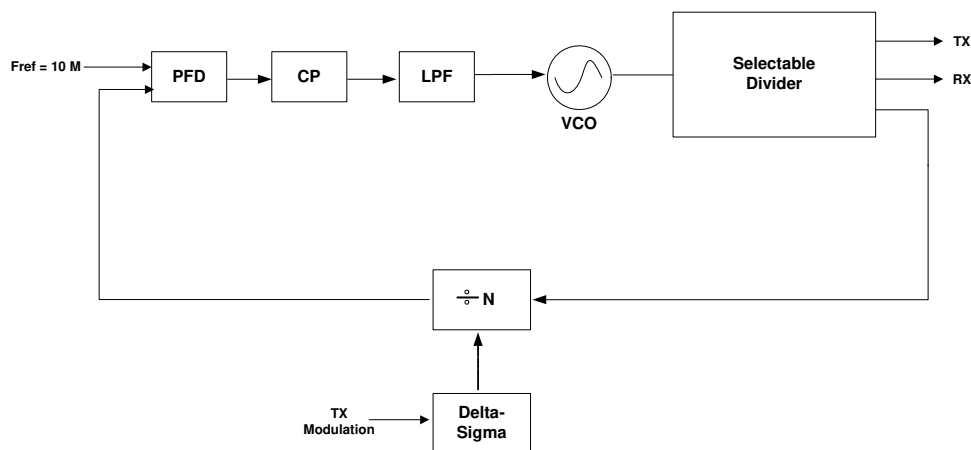 Fref = 10 M
PFD
CP
LPF
VCO
Selectable
Divider
TX
RX
÷ N
TX
Modulation
Delta-
Sigma